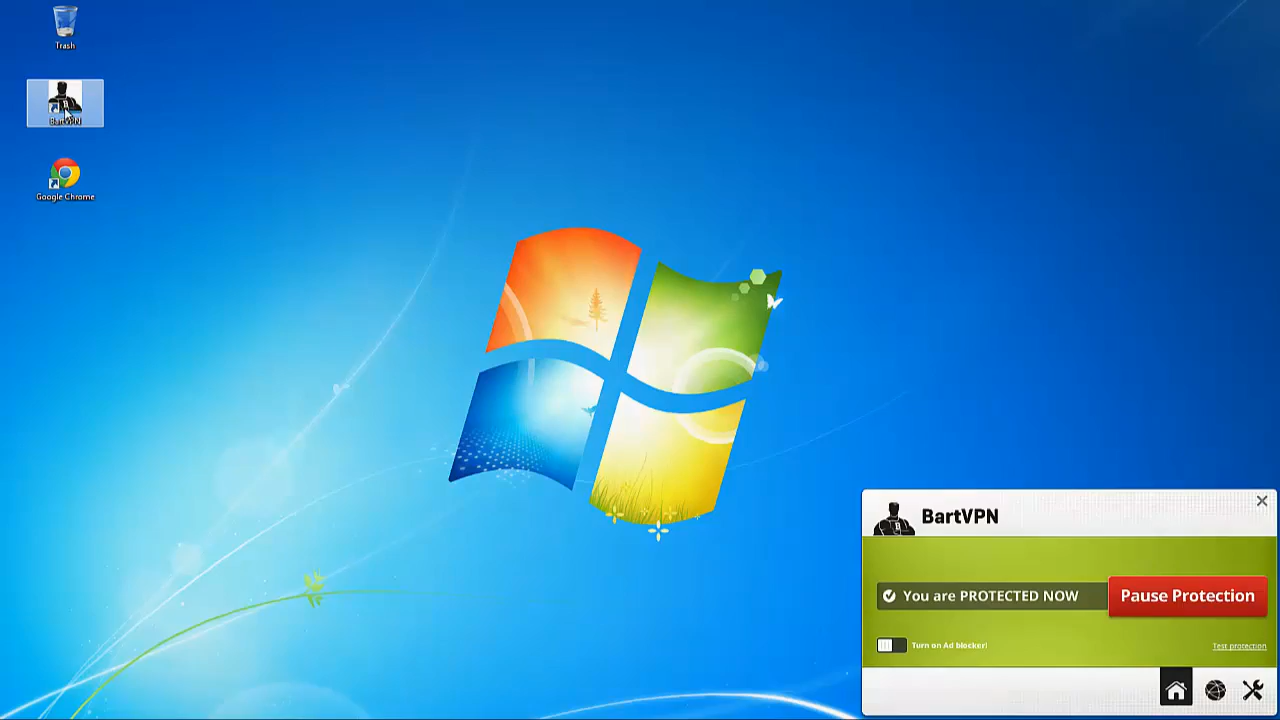 Trash
BartVPN
Google Chrome
BartVPN
You are PROTECTED NOW
Pause Protection
Turn on Ad blocker!
Test protection